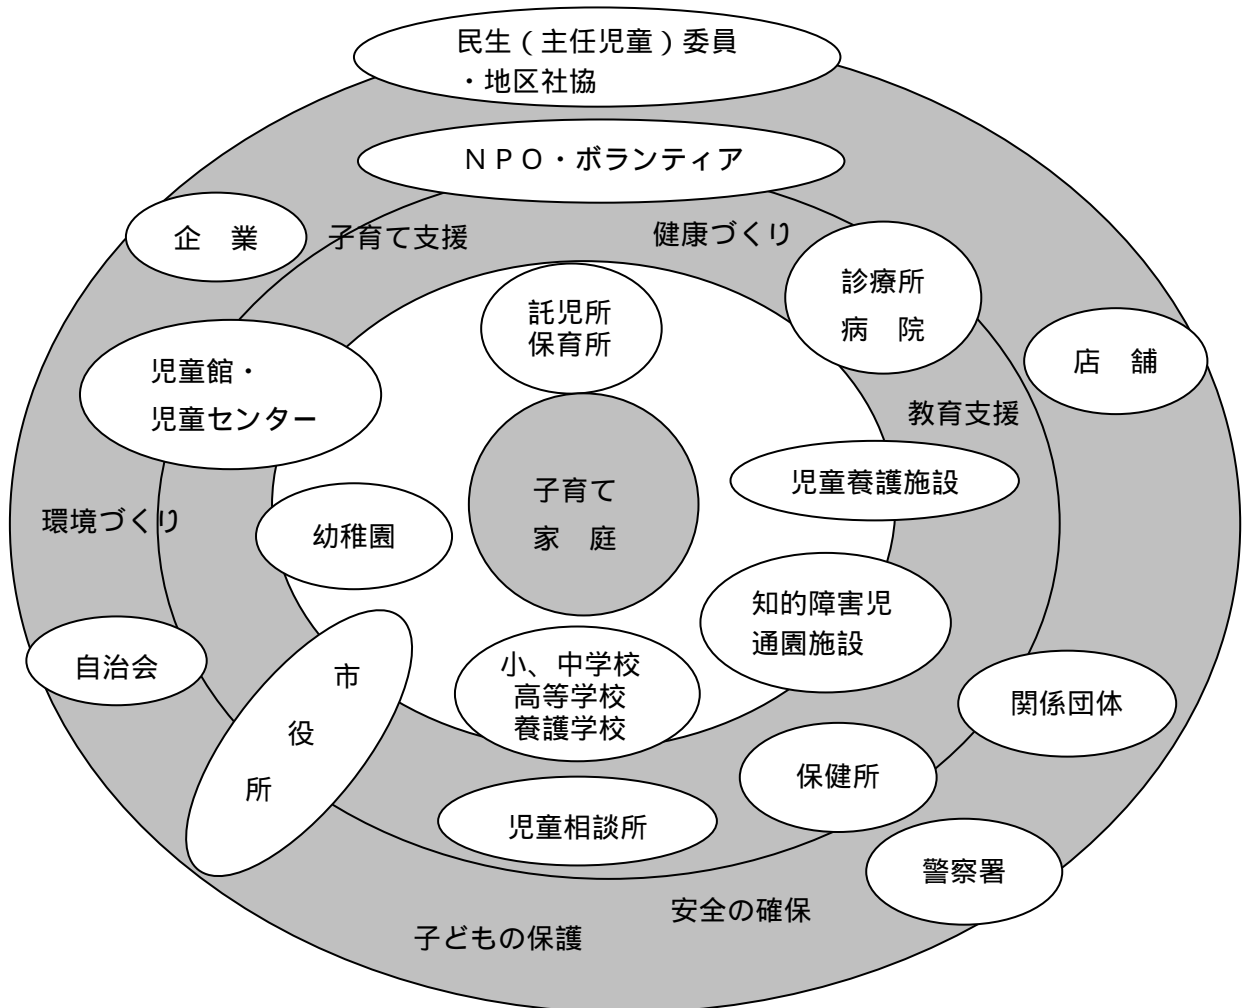 民生（主任児童）委員
・地区社協
ＮＰＯ・ボランティア
企　業
子育て支援
健康づくり
診療所
病　院
託児所
保育所
店　舗
児童館・
児童センター
教育支援
児童養護施設
子育て
家　庭
環境づくり
幼稚園
知的障害児
通園施設
自治会
市
役
所
小、中学校
高等学校
養護学校
関係団体
保健所
児童相談所
警察署
安全の確保
子どもの保護